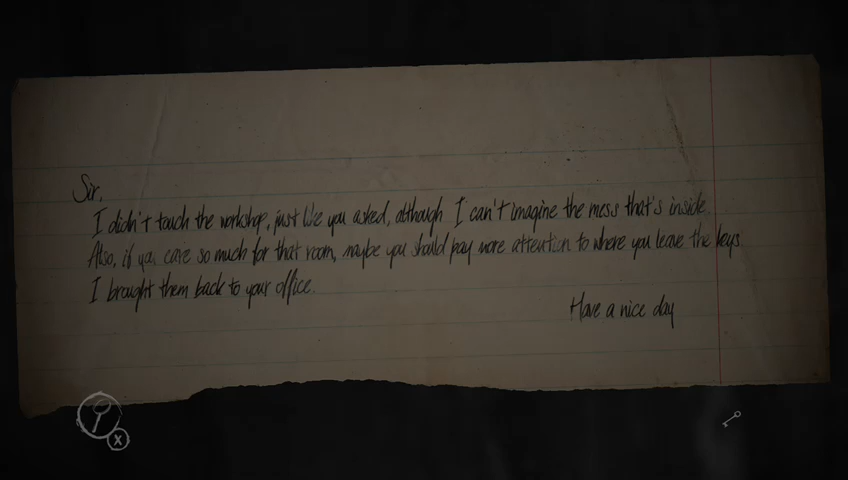 Sir,
I didn't touch the workshop, just like you asked, although I can't imagine the mess that's inside.
Also, if you care so much for that room, maybe you should pay more attention to where you leave the keys.
I brought them back to your office.
Have a nice day
X